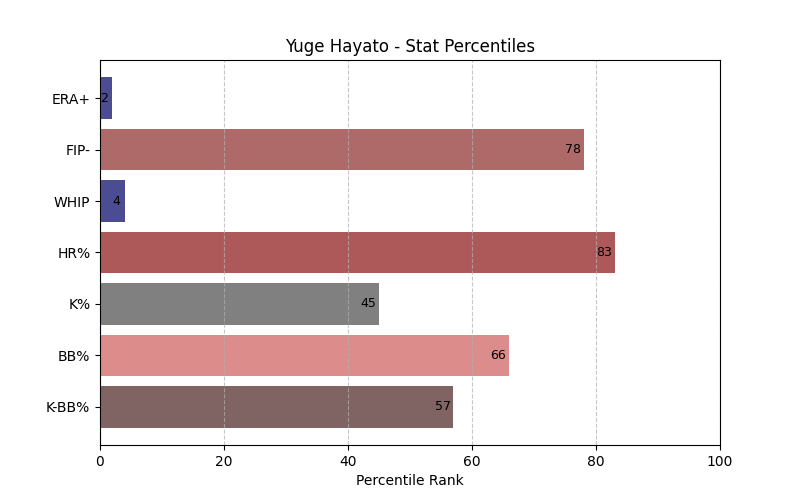 Yuge Hayato - Stat Percentiles
ERA+ 2
FIP- 78
WHIP 4
HR% 83
K% 45
BB% 66
K-BB% 57
0 20 40 60 80 100
Percentile Rank